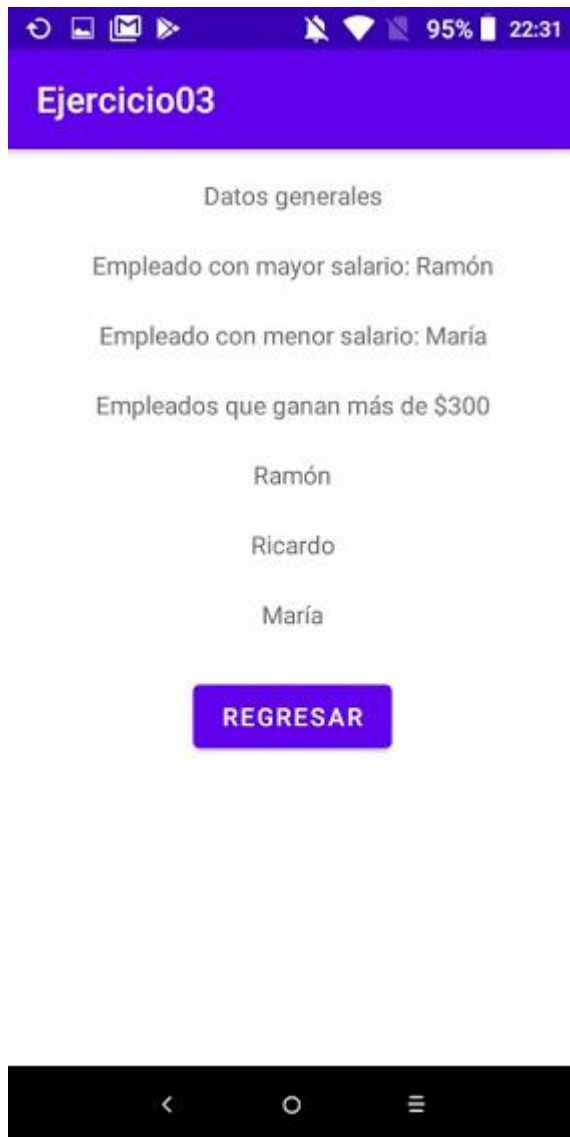 95% 22:31
Ejercicio03
Datos generales
Empleado con mayor salario: Ramón
Empleado con menor salario: María
Empleados que ganan más de $300
Ramón
Ricardo
María
REGRESAR